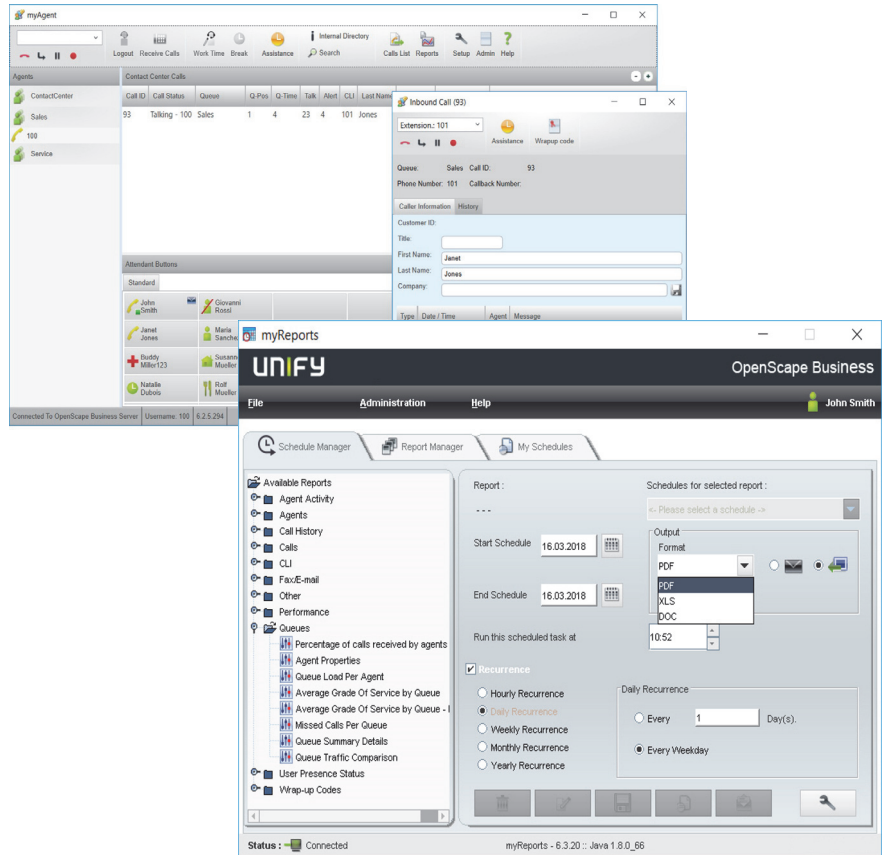 myAgent
Logout Receive Calls Work Time Break Assistance Internal Directory Search Calls List Reports Setup Admin Help
Agents
ContactCenter
Sales
100
Service
Contact Center Calls
Call ID Call Status Queue Q-Pos Q-Time Talk Alert CLI Last Name
93 Talking - 100 Sales 1 4 23 4 101 Jones
Attendant Buttons
Standard
John Smith
Giovanni Rossi
Janet Jones
Maria
Buddy Miller123
Mueller
Natalie Dubois
Rolf Mueller
Connected To OpenScape Business Server Username: 100 6.2.5.294
Inbound Call (93)
Extension.: 101
Assistance Wrapup code
Queue: Sales Call ID: 93
Phone Number: 101 Callback Number:
Caller Information History
Customer ID:
Title:
First Name: Janet
Last Name: Jones
Company:
Type Date / Time Agent Message
myReports
UNIFY OpenScape Business
File Administration Help John Smith
Schedule Manager Report Manager My Schedules
Available Reports
Agent Activity
Agents
Call History
Calls
CLI
Fax/E-mail
Other
Performance
Queues
Percentage of calls received by agents
Agent Properties
Queue Load Per Agent
Average Grade Of Service by Queue
Average Grade Of Service by Queue -
Missed Calls Per Queue
Queue Summary Details
Queue Traffic Comparison
User Presence Status
Wrap-up Codes
Report :
- - -
Schedules for selected report :
<- Please select a schedule ->
Start Schedule 16.03.2018
Output
Format
PDF
PDF
XLS
DOC
End Schedule 16.03.2018
Run this scheduled task at 10:52
Recurrence
Hourly Recurrence
Daily Recurrence
Weekly Recurrence
Monthly Recurrence
Yearly Recurrence
Daily Recurrence
Every 1 Day(s).
Every Weekday
Status : Connected
myReports - 6.3.20 :: Java 1.8.0_66